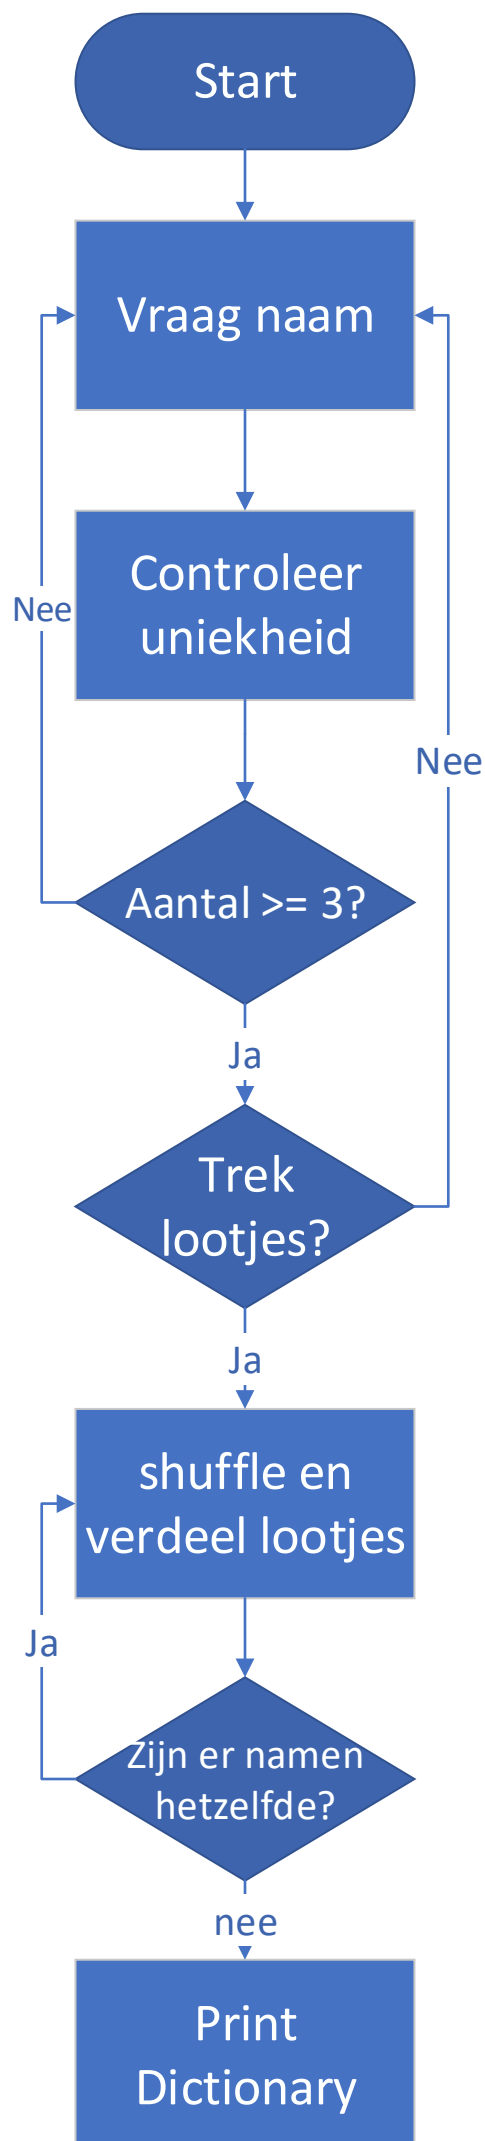 Start
Vraag naam
Controleer
uniekheid
Nee
Nee
Aantal >= 3?
Ja
Trek
lootjes?
Ja
shuffle en
verdeel lootjes
Ja
Zijn er namen
hetzelfde?
nee
Print
Dictionary